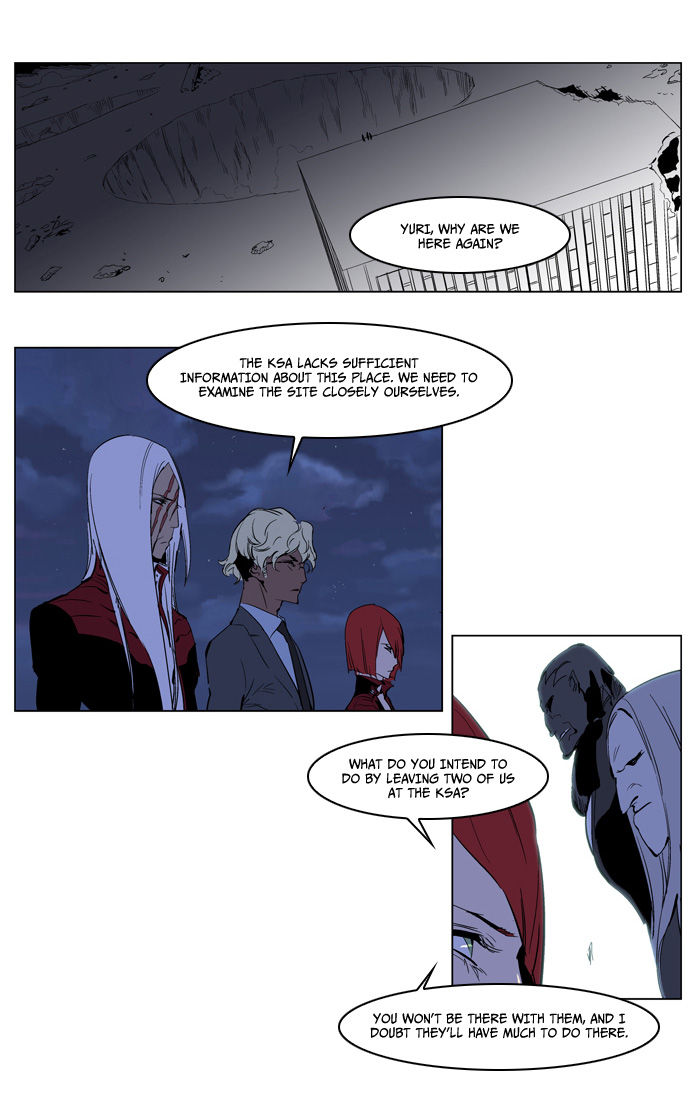 YURI, WHY ARE WE
HERE AGAIN?
THE KSA LACKS SUFFICIENT
INFORMATION ABOUT THIS PLACE. WE NEED TO
EXAMINE THE SITE CLOSELY OURSELVES.
WHAT DO YOU INTEND TO
DO BY LEAVING TWO OF US
AT THE KSA?
YOU WON'T BE THERE WITH THEM, AND I
DOUBT THEY'LL HAVE MUCH TO DO THERE.